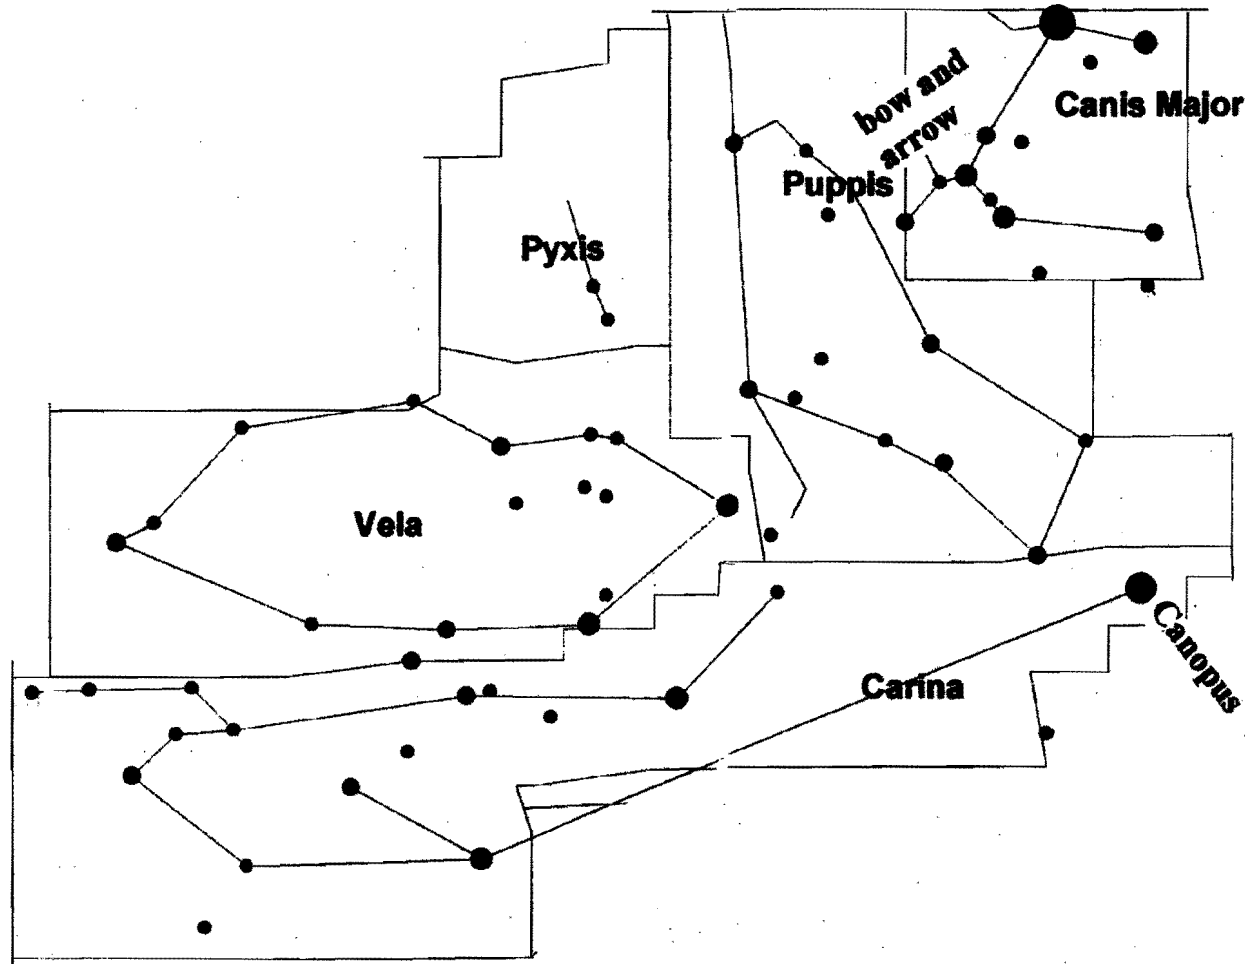 bow and
arrow
Canis Major
Puppis
Pyxis
Vela
Carina
Canopus